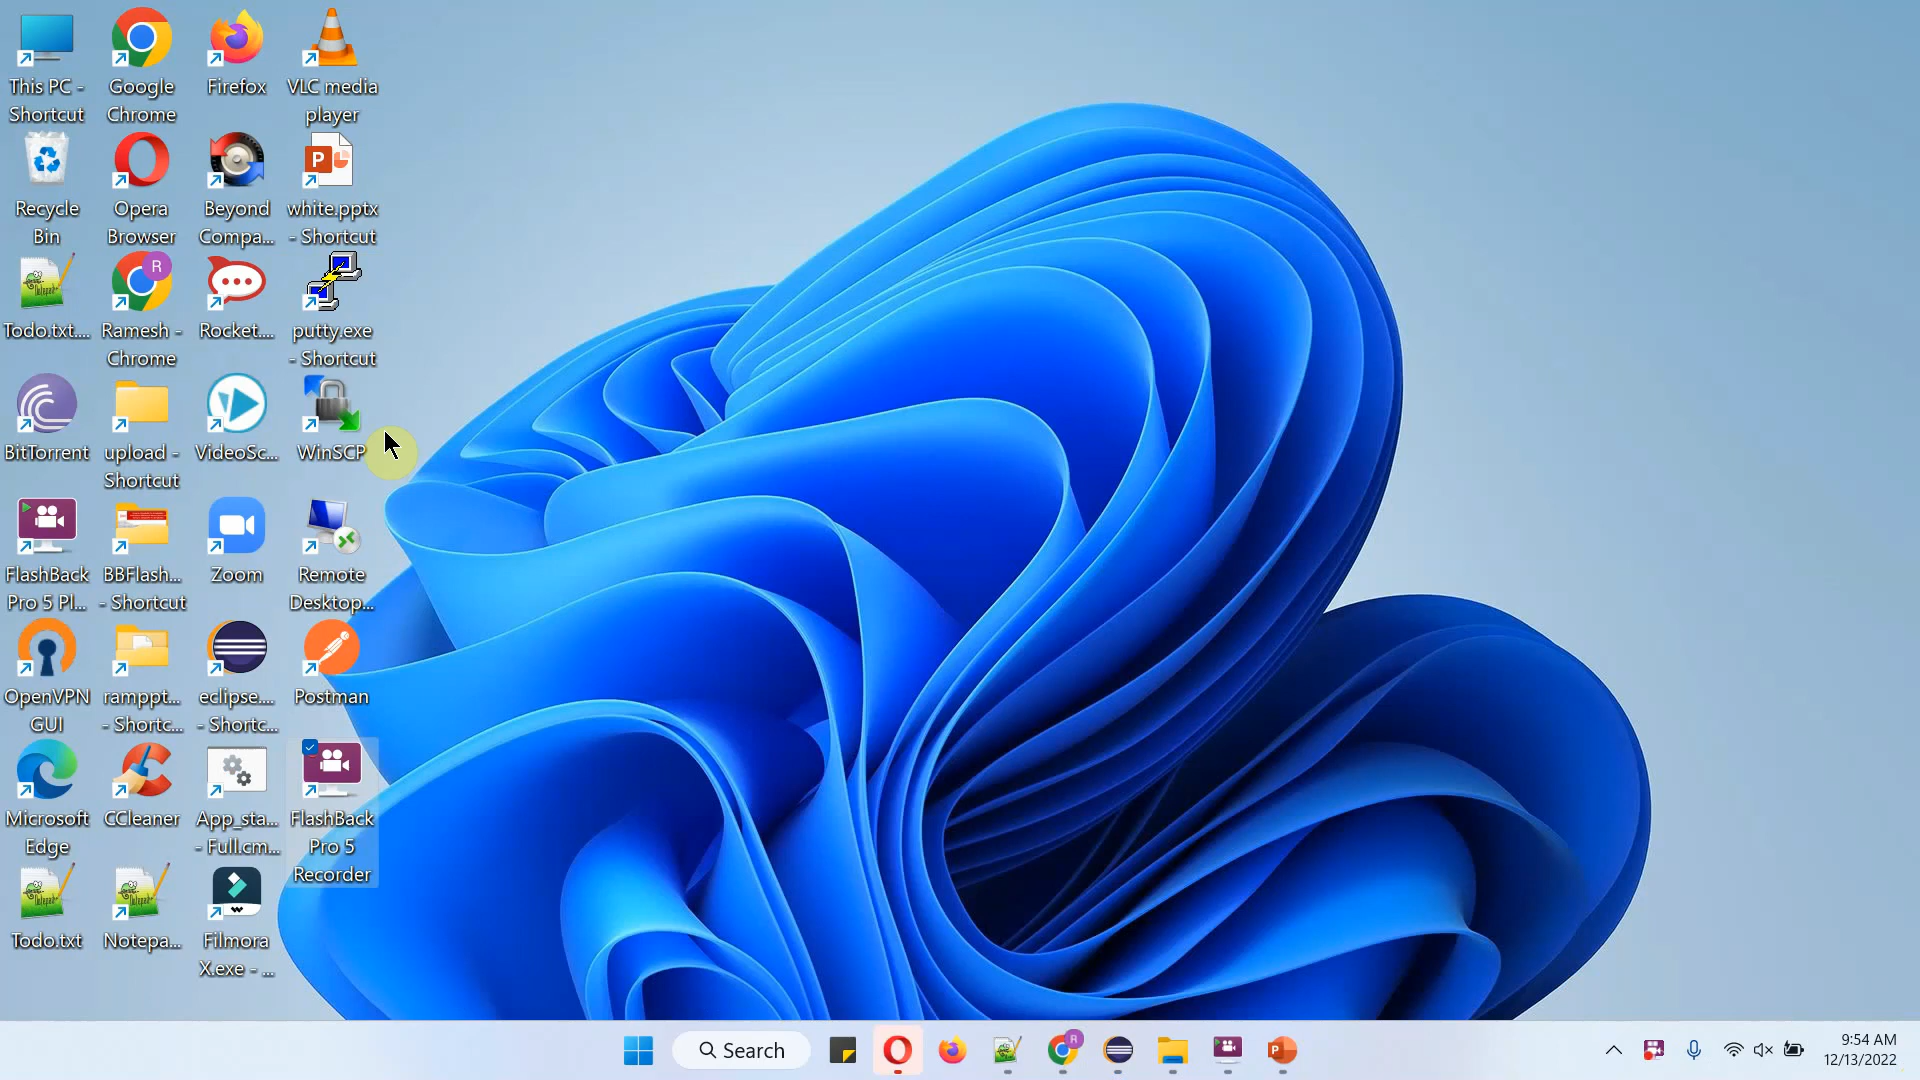 This PC -
Shortcut
Google
Chrome
Firefox
VLC media
player
Recycle
Bin
Opera
Browser
Beyond
Compa...
white.pptx
- Shortcut
Todo.txt....
Ramesh -
Chrome
Rocket....
putty.exe
- Shortcut
BitTorrent
upload -
Shortcut
VideoSc...
WinSCP
FlashBack
Pro 5 Pl...
BBFlash...
- Shortcut
Zoom
Remote
Desktop...
OpenVPN
GUI
ramppt...
- Shortc...
eclipse....
- Shortc...
Postman
Microsoft
Edge
CCleaner
App_sta...
- Full.cm...
FlashBack
Pro 5
Recorder
Todo.txt
Notepa...
Filmora
X.exe - ...
Search
9:54 AM
12/13/2022